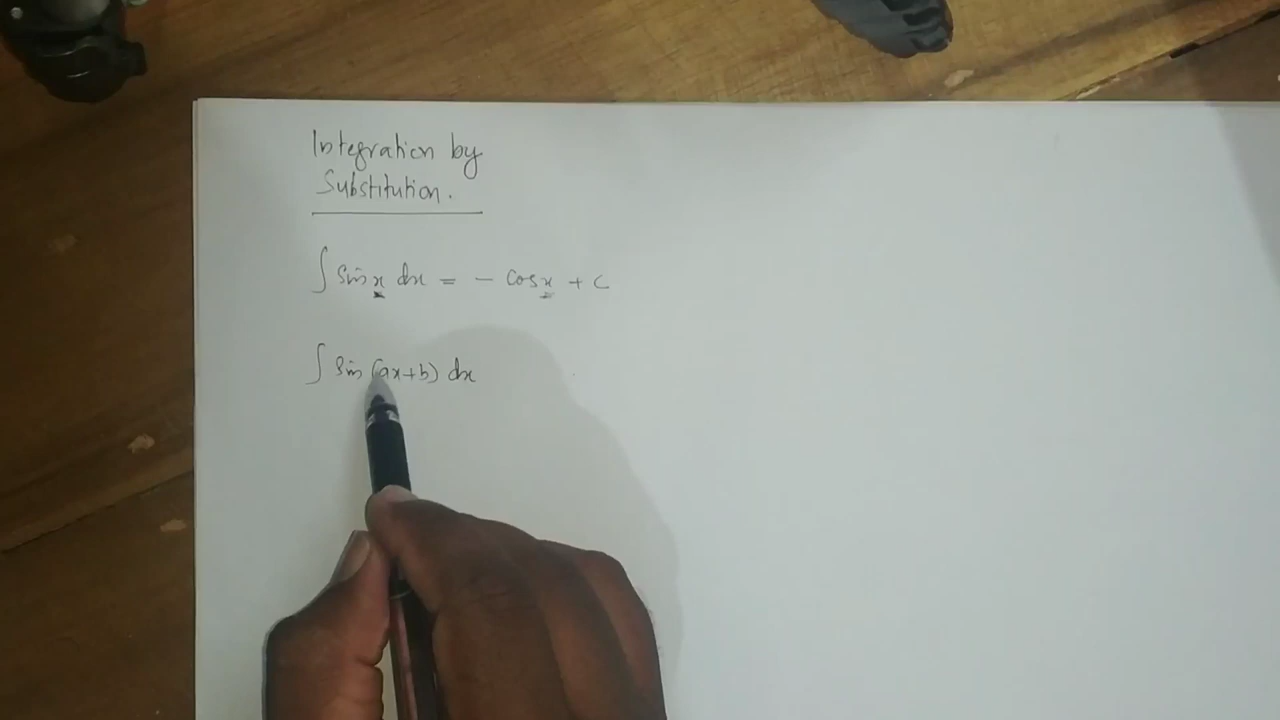 Integration by
Substitution.
∫ sin x dx = - cos x + c
∫ sin (ax+b) dx